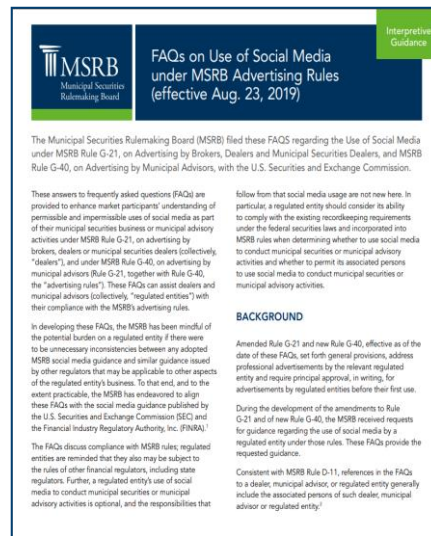 Interpretive
Guidance
MSRB
Municipal Securities
Rulemaking Board
FAQs on Use of Social Media
under MSRB Advertising Rules
(effective Aug. 23, 2019)
The Municipal Securities Rulemaking Board (MSRB) filed these FAQS regarding the Use of Social Media
under MSRB Rule G-21, on Advertising by Brokers, Dealers and Municipal Securities Dealers, and MSRB
Rule G-40, on Advertising by Municipal Advisors, with the U.S. Securities and Exchange Commission.
These answers to frequently asked questions (FAQs) are
provided to enhance market participants' understanding of
permissible and impermissible uses of social media as part
of their municipal securities business or municipal advisory
activities under MSRB Rule G-21, on advertising by
brokers, dealers or municipal securities dealers (collectively,
"dealers"), and under MSRB Rule G-40, on advertising by
municipal advisors (Rule G-21, together with Rule G-40,
the "advertising rules"). These FAQs can assist dealers and
municipal advisors (collectively, "regulated entities") with
their compliance with the MSRB's advertising rules.
In developing these FAQs, the MSRB has been mindful of
the potential burden on a regulated entity if there were
to be unnecessary inconsistencies between any adopted
MSRB social media guidance and similar guidance issued
by other regulators that may be applicable to other aspects
of the regulated entity's business. To that end, and to the
extent practicable, the MSRB has endeavored to align
these FAQs with the social media guidance published by
the U.S. Securities and Exchange Commission (SEC) and
the Financial Industry Regulatory Authority, Inc. (FINRA).1
The FAQs discuss compliance with MSRB rules; regulated
entities are reminded that they also may be subject to
the rules of other financial regulators, including state
regulators. Further, a regulated entity's use of social
media to conduct municipal securities or municipal
advisory activities is optional, and the responsibilities that
follow from that social media usage are not new here. In
particular, a regulated entity should consider its ability
to comply with the existing recordkeeping requirements
under the federal securities laws and incorporated into
MSRB rules when determining whether to use social media
to conduct municipal securities or municipal advisory
activities and whether to permit its associated persons
to use social media to conduct municipal securities or
municipal advisory activities.
BACKGROUND
Amended Rule G-21 and new Rule G-40, effective as of the
date of these FAQs, set forth general provisions, address
professional advertisements by the relevant regulated
entity and require principal approval, in writing, for
advertisements by regulated entities before their first use.
During the development of the amendments to Rule
G-21 and of new Rule G-40, the MSRB received requests
for guidance regarding the use of social media by a
regulated entity under those rules. These FAQs provide the
requested guidance.
Consistent with MSRB Rule D-11, references in the FAQs
to a dealer, municipal advisor, or regulated entity generally
include the associated persons of such dealer, municipal
advisor or regulated entity.2